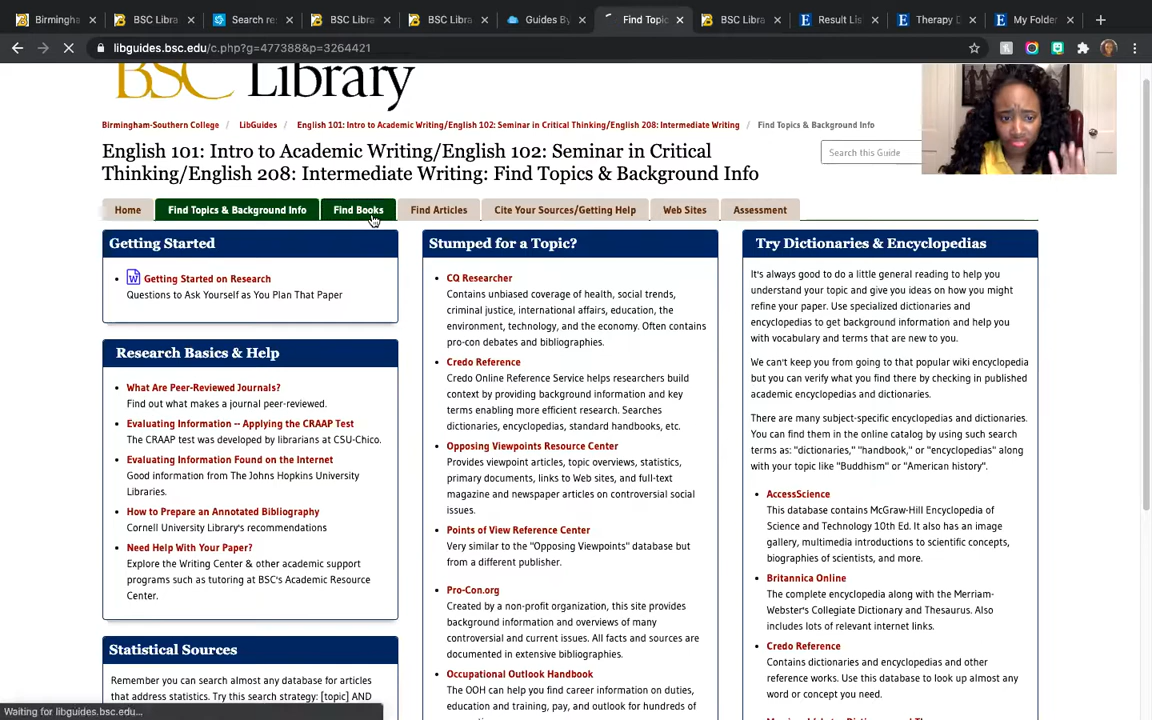 Birmingha
BSC Libra
Search re
BSC Libra
BSC Libra
Guides By
Find Topic
BSC Libra
Result Lis
Therapy D
My Folder
libguides.bsc.edu/c.php?g=477388&p=3264421
BSC Library
Birmingham-Southern College / LibGuides / English 101: Intro to Academic Writing/English 102: Seminar in Critical Thinking/English 208: Intermediate Writing / Find Topics & Background Info
English 101: Intro to Academic Writing/English 102: Seminar in Critical
Thinking/English 208: Intermediate Writing: Find Topics & Background Info
Search this Guide
Home
Find Topics & Background Info
Find Books
Find Articles
Cite Your Sources/Getting Help
Web Sites
Assessment
Getting Started
Getting Started on Research
Questions to Ask Yourself as You Plan That Paper
Research Basics & Help
What Are Peer-Reviewed Journals?
Find out what makes a journal peer-reviewed.
Evaluating Information -- Applying the CRAAP Test
The CRAAP test was developed by librarians at CSU-Chico.
Evaluating Information Found on the Internet
Good information from The Johns Hopkins University
Libraries.
How to Prepare an Annotated Bibliography
Cornell University Library's recommendations
Need Help With Your Paper?
Explore the Writing Center & other academic support
programs such as tutoring at BSC's Academic Resource
Center.
Statistical Sources
Remember you can search almost any database for articles
that address statistics. Try this search strategy: [topic] AND
Waiting for libguides.bsc.edu...
Stumped for a Topic?
CQ Researcher
Contains unbiased coverage of health, social trends,
criminal justice, international affairs, education, the
environment, technology, and the economy. Often contains
pro-con debates and bibliographies.
Credo Reference
Credo Online Reference Service helps researchers build
context by providing background information and key
terms enabling more efficient research. Searches
dictionaries, encyclopedias, standard handbooks, etc.
Opposing Viewpoints Resource Center
Provides viewpoint articles, topic overviews, statistics,
primary documents, links to Web sites, and full-text
magazine and newspaper articles on controversial social
issues.
Points of View Reference Center
Very similar to the "Opposing Viewpoints" database but
from a different publisher.
Pro-Con.org
Created by a non-profit organization, this site provides
background information and overviews of many
controversial and current issues. All facts and sources are
documented in extensive bibliographies.
Occupational Outlook Handbook
The OOH can help you find career information on duties,
education and training, pay, and outlook for hundreds of
Try Dictionaries & Encyclopedias
It's always good to do a little general reading to help you
understand your topic and give you ideas on how you might
refine your paper. Use specialized dictionaries and
encyclopedias to get background information and help you
with vocabulary and terms that are new to you.
We can't keep you from going to that popular wiki encyclopedia
but you can verify what you find there by checking in published
academic encyclopedias and dictionaries.
There are many subject-specific encyclopedias and dictionaries.
You can find them in the online catalog by using such search
terms as: "dictionaries," "handbook," or "encyclopedias" along
with your topic like "Buddhism" or "American history".
AccessScience
This database contains McGraw-Hill Encyclopedia of
Science and Technology 10th Ed. It also has an image
gallery, multimedia introductions to scientific concepts,
biographies of scientists, and more.
Britannica Online
The complete encyclopedia along with the Merriam-
Webster's Collegiate Dictionary and Thesaurus. Also
includes lots of relevant internet links.
Credo Reference
Contains dictionaries and encyclopedias and other
reference works. Use this database to look up almost any
word or concept you need.